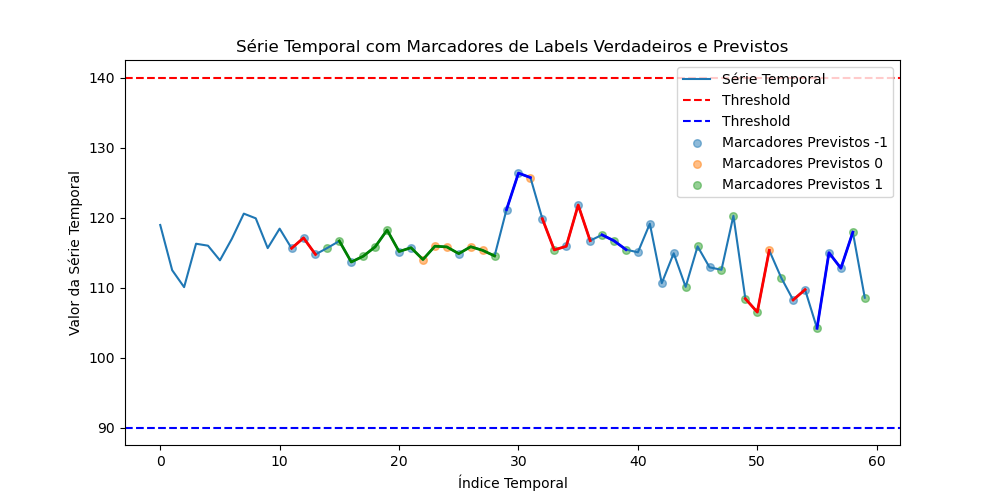 Série Temporal com Marcadores de Labels Verdadeiros e Previstos
140
130
120
110
100
90
Valor da Série Temporal
Série Temporal
Threshold
Threshold
Marcadores Previstos -1
Marcadores Previstos 0
Marcadores Previstos 1
0 10 20 30 40 50 60
Índice Temporal